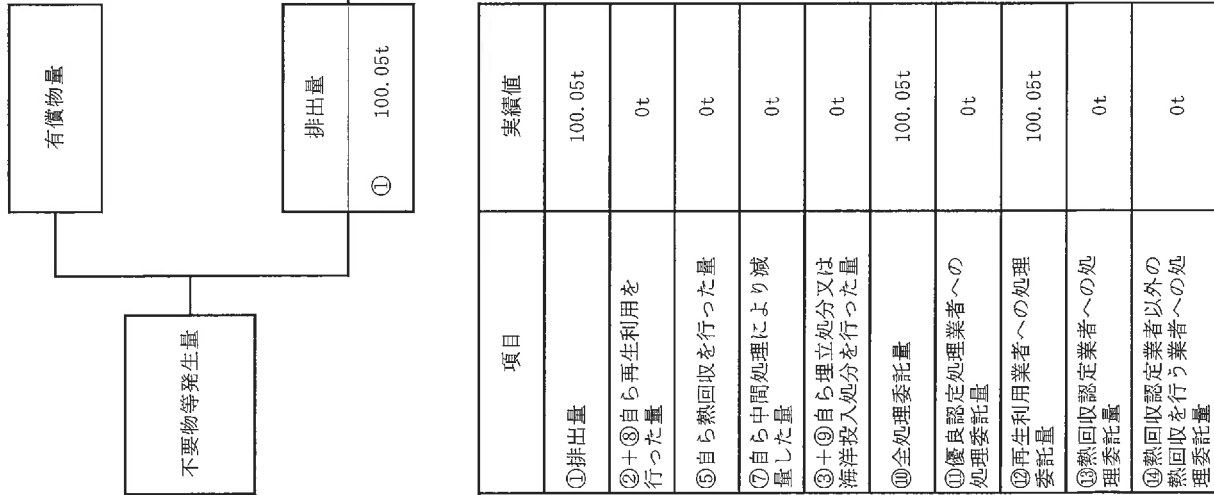 不要物等発生量
有償物量
排出量
① 100.05t
項目 実績値
①排出量 100.05t
②+⑧自ら再生利用を
行った量 0t
⑤自ら熱回収を行った量 0t
⑦自ら中間処理により減
量した量 0t
③+⑨自ら埋立処分又は
海洋投入処分を行った量 0t
⑩全処理委託量 100.05t
⑪優良認定処理業者への
処理委託量 0t
⑫再生利用業者への処理
委託量 100.05t
⑬熱回収認定業者への処
理委託量 0t
⑭熱回収認定業者以外の
熱回収を行う業者への処
理委託量 0t